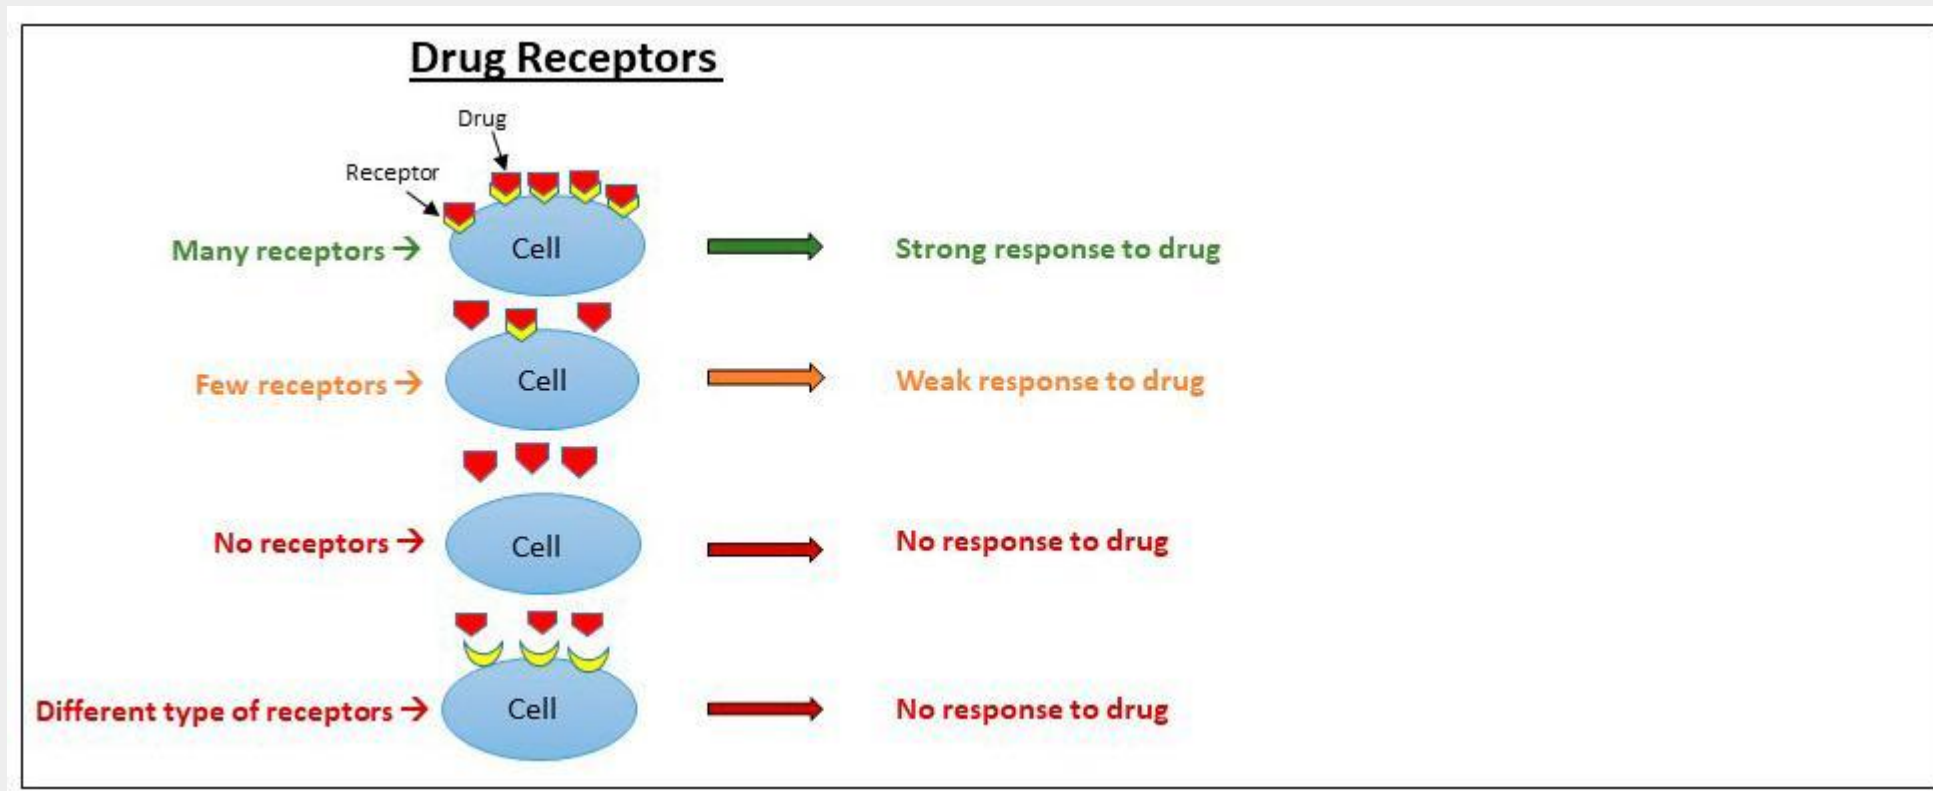 Drug Receptors
Drug
Receptor
Many receptors →
Cell
Strong response to drug
Few receptors →
Cell
Weak response to drug
No receptors →
Cell
No response to drug
Different type of receptors →
Cell
No response to drug